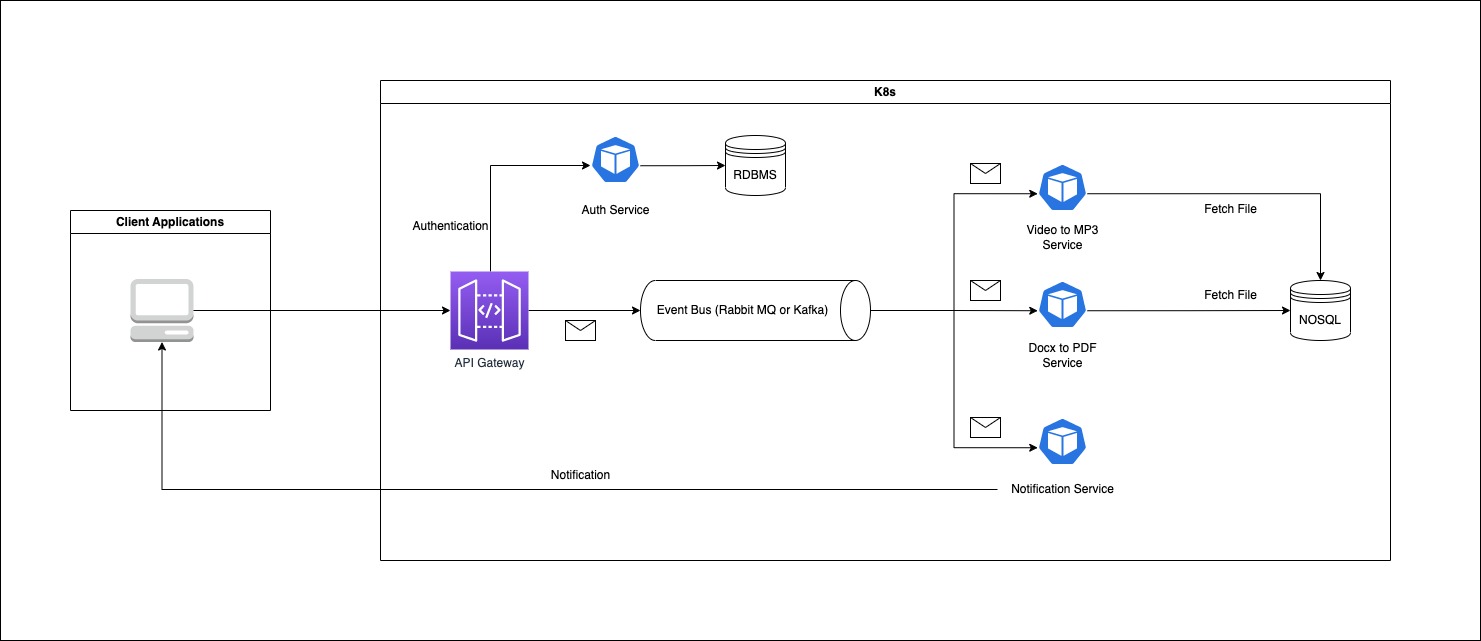 K8s
Client Applications
Authentication
Auth Service
RDBMS
API Gateway
Event Bus (Rabbit MQ or Kafka)
Video to MP3
Service
Fetch File
Docx to PDF
Service
Fetch File
NOSQL
Notification
Notification Service